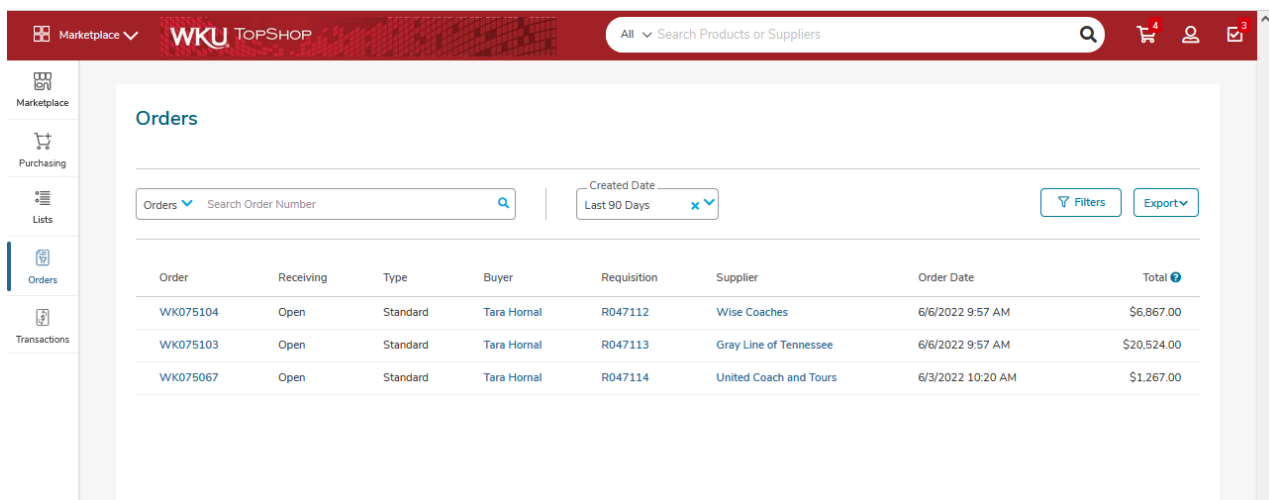 Marketplace WKU TOPSHOP All Search Products or Suppliers 4 3
Marketplace
Purchasing
Lists
Orders
Transactions
Orders
Created Date
Orders Search Order Number Last 90 Days Filters Export
Order Receiving Type Buyer Requisition Supplier Order Date Total ?
WK075104 Open Standard Tara Hornal R047112 Wise Coaches 6/6/2022 9:57 AM $6,867.00
WK075103 Open Standard Tara Hornal R047113 Gray Line of Tennessee 6/6/2022 9:57 AM $20,524.00
WK075067 Open Standard Tara Hornal R047114 United Coach and Tours 6/3/2022 10:20 AM $1,267.00